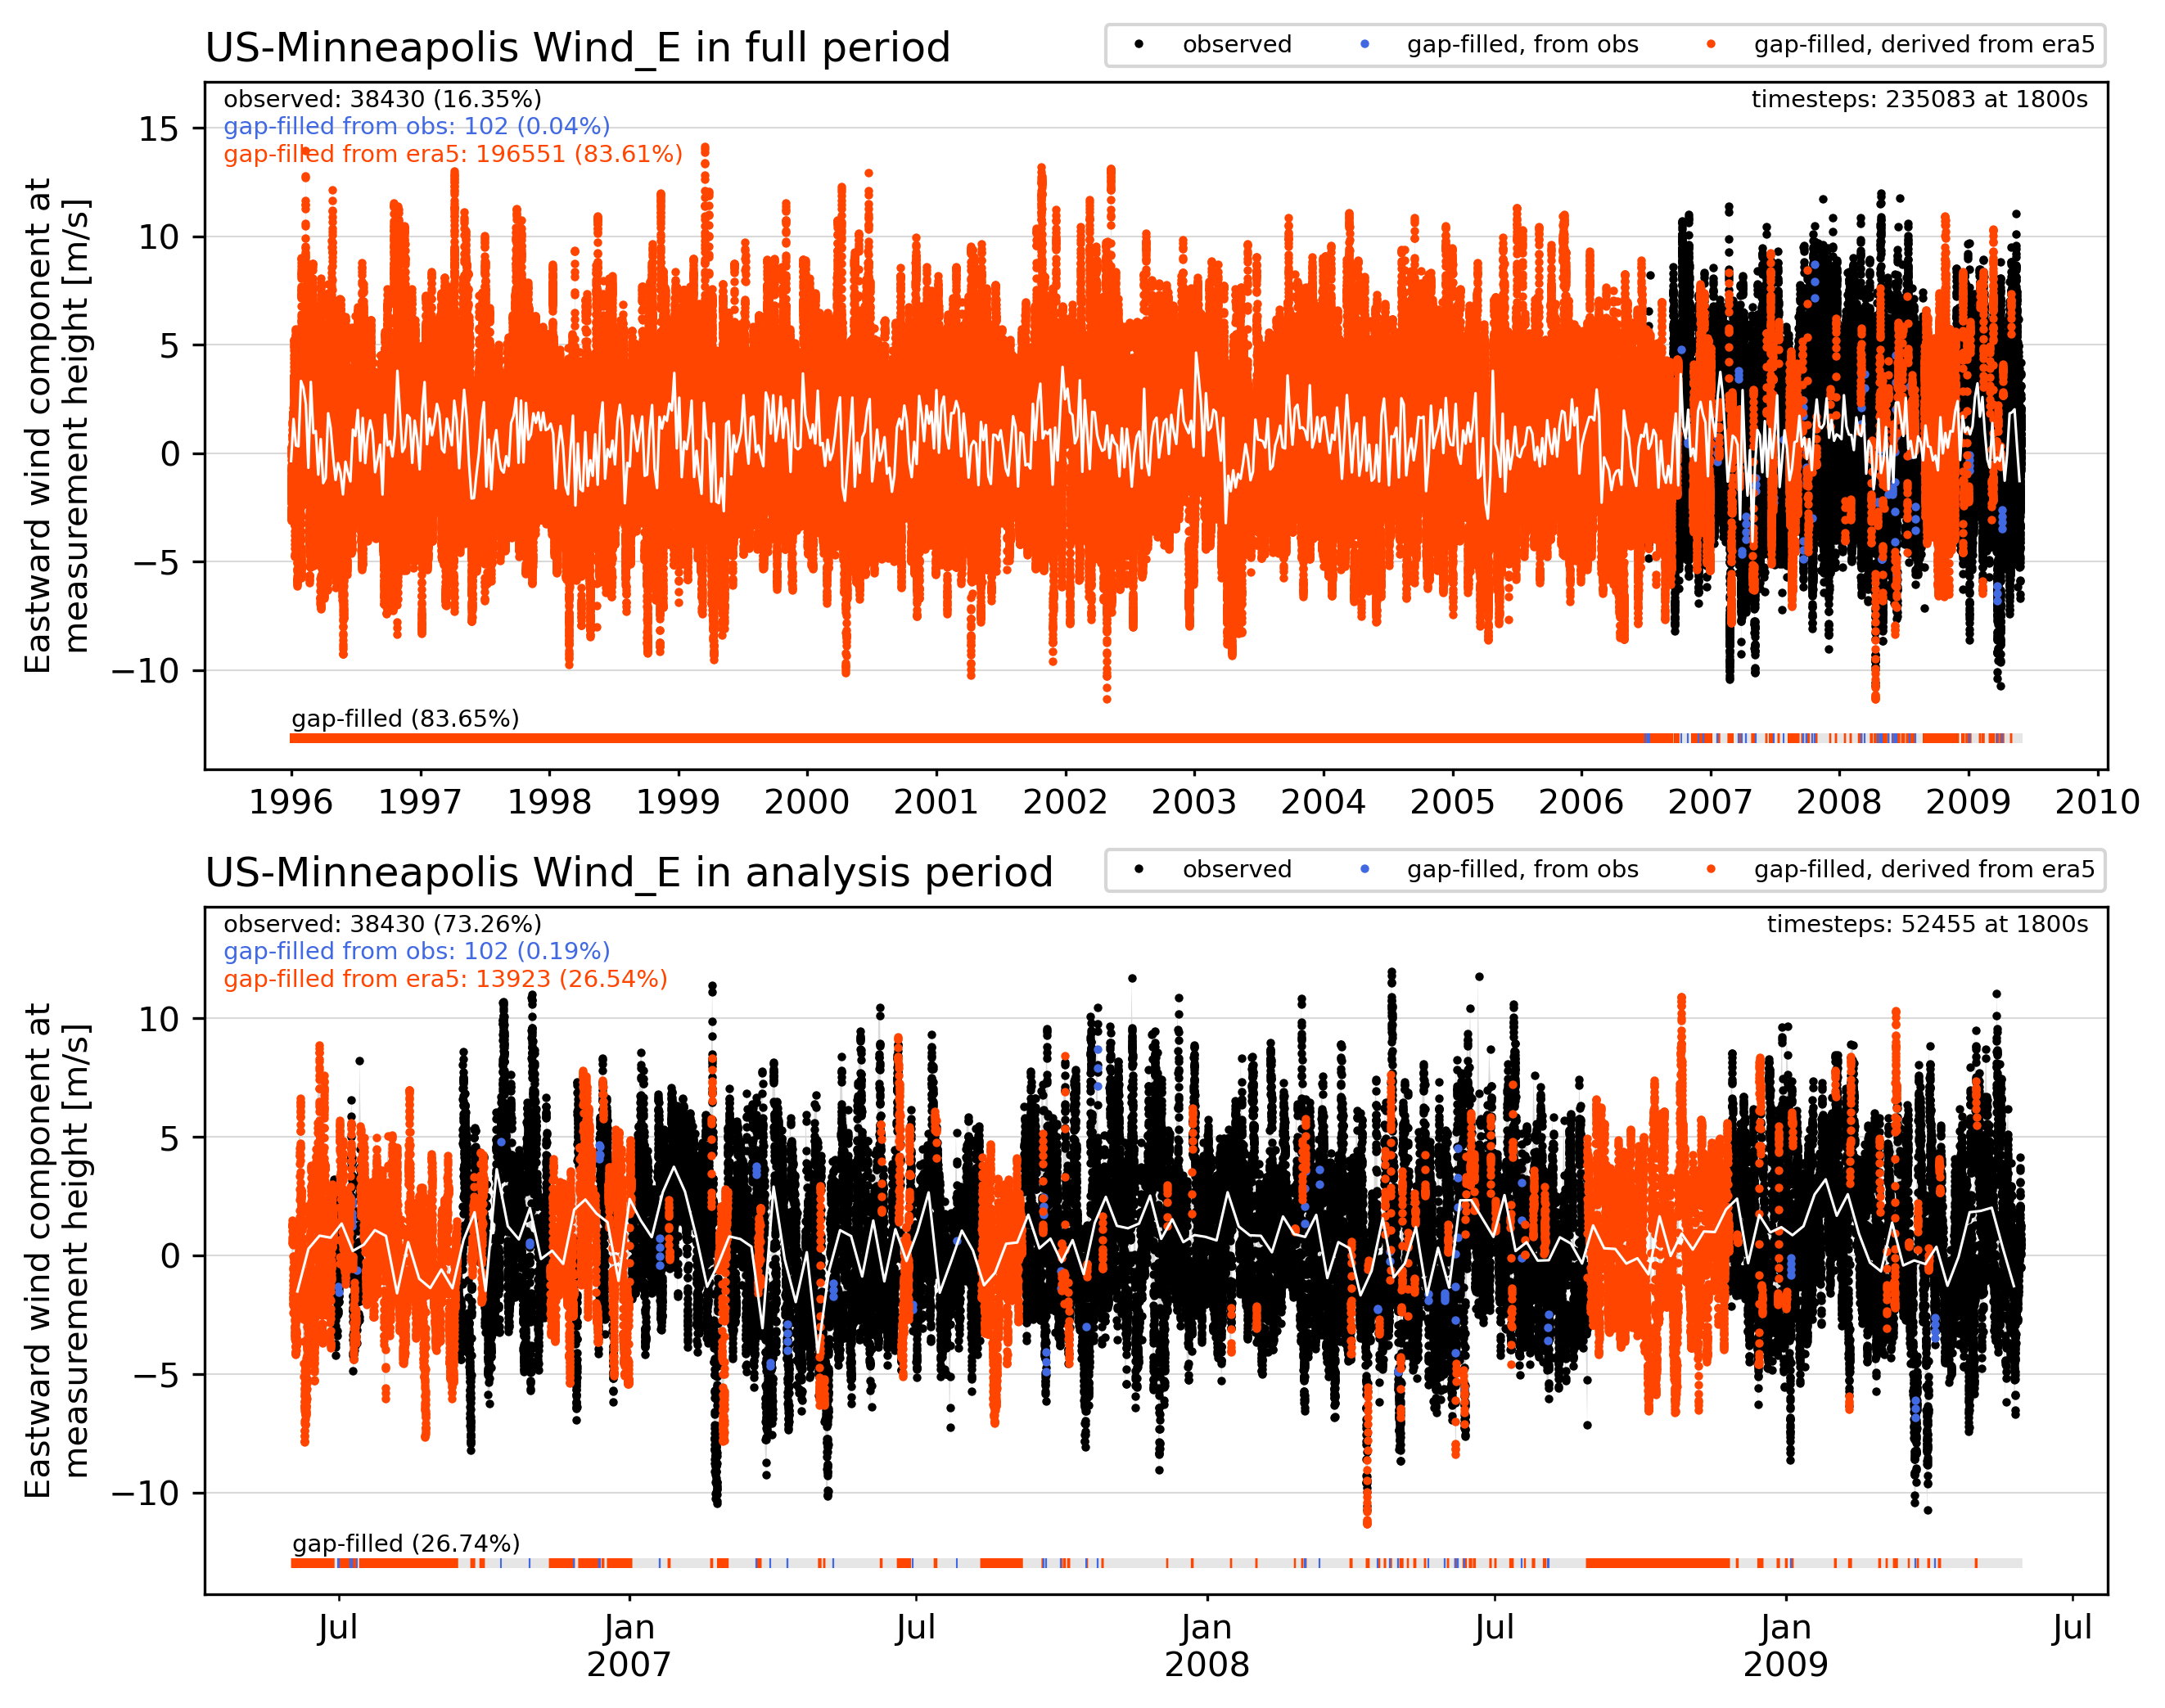 US-Minneapolis Wind_E in full period
observed
gap-filled, from obs
gap-filled, derived from era5
observed: 38430 (16.35%)
gap-filled from obs: 102 (0.04%)
gap-filled from era5: 196551 (83.61%)
timesteps: 235083 at 1800s
Eastward wind component at
measurement height [m/s]
15
10
5
0
−5
−10
gap-filled (83.65%)
1996 1997 1998 1999 2000 2001 2002 2003 2004 2005 2006 2007 2008 2009 2010
US-Minneapolis Wind_E in analysis period
observed
gap-filled, from obs
gap-filled, derived from era5
observed: 38430 (73.26%)
gap-filled from obs: 102 (0.19%)
gap-filled from era5: 13923 (26.54%)
timesteps: 52455 at 1800s
Eastward wind component at
measurement height [m/s]
10
5
0
−5
−10
gap-filled (26.74%)
Jul Jan Jul Jan Jul Jan Jul
2007 2008 2009